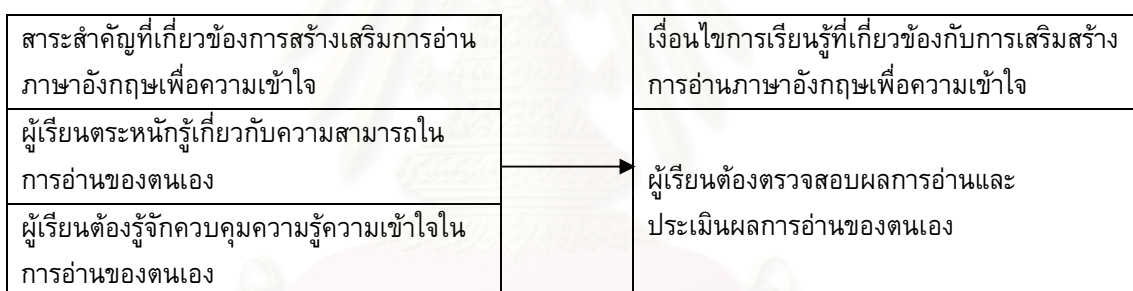 สาระสำคัญที่เกี่ยวข้องการสร้างเสริมการอ่าน
ภาษาอังกฤษเพื่อความเข้าใจ
ผู้เรียนตระหนักรู้เกี่ยวกับความสามารถใน
การอ่านของตนเอง
ผู้เรียนต้องรู้จักควบคุมความรู้ความเข้าใจใน
การอ่านของตนเอง
เงื่อนไขการเรียนรู้ที่เกี่ยวข้องกับการเสริมสร้าง
การอ่านภาษาอังกฤษเพื่อความเข้าใจ
ผู้เรียนต้องตรวจสอบผลการอ่านและ
ประเมินผลการอ่านของตนเอง